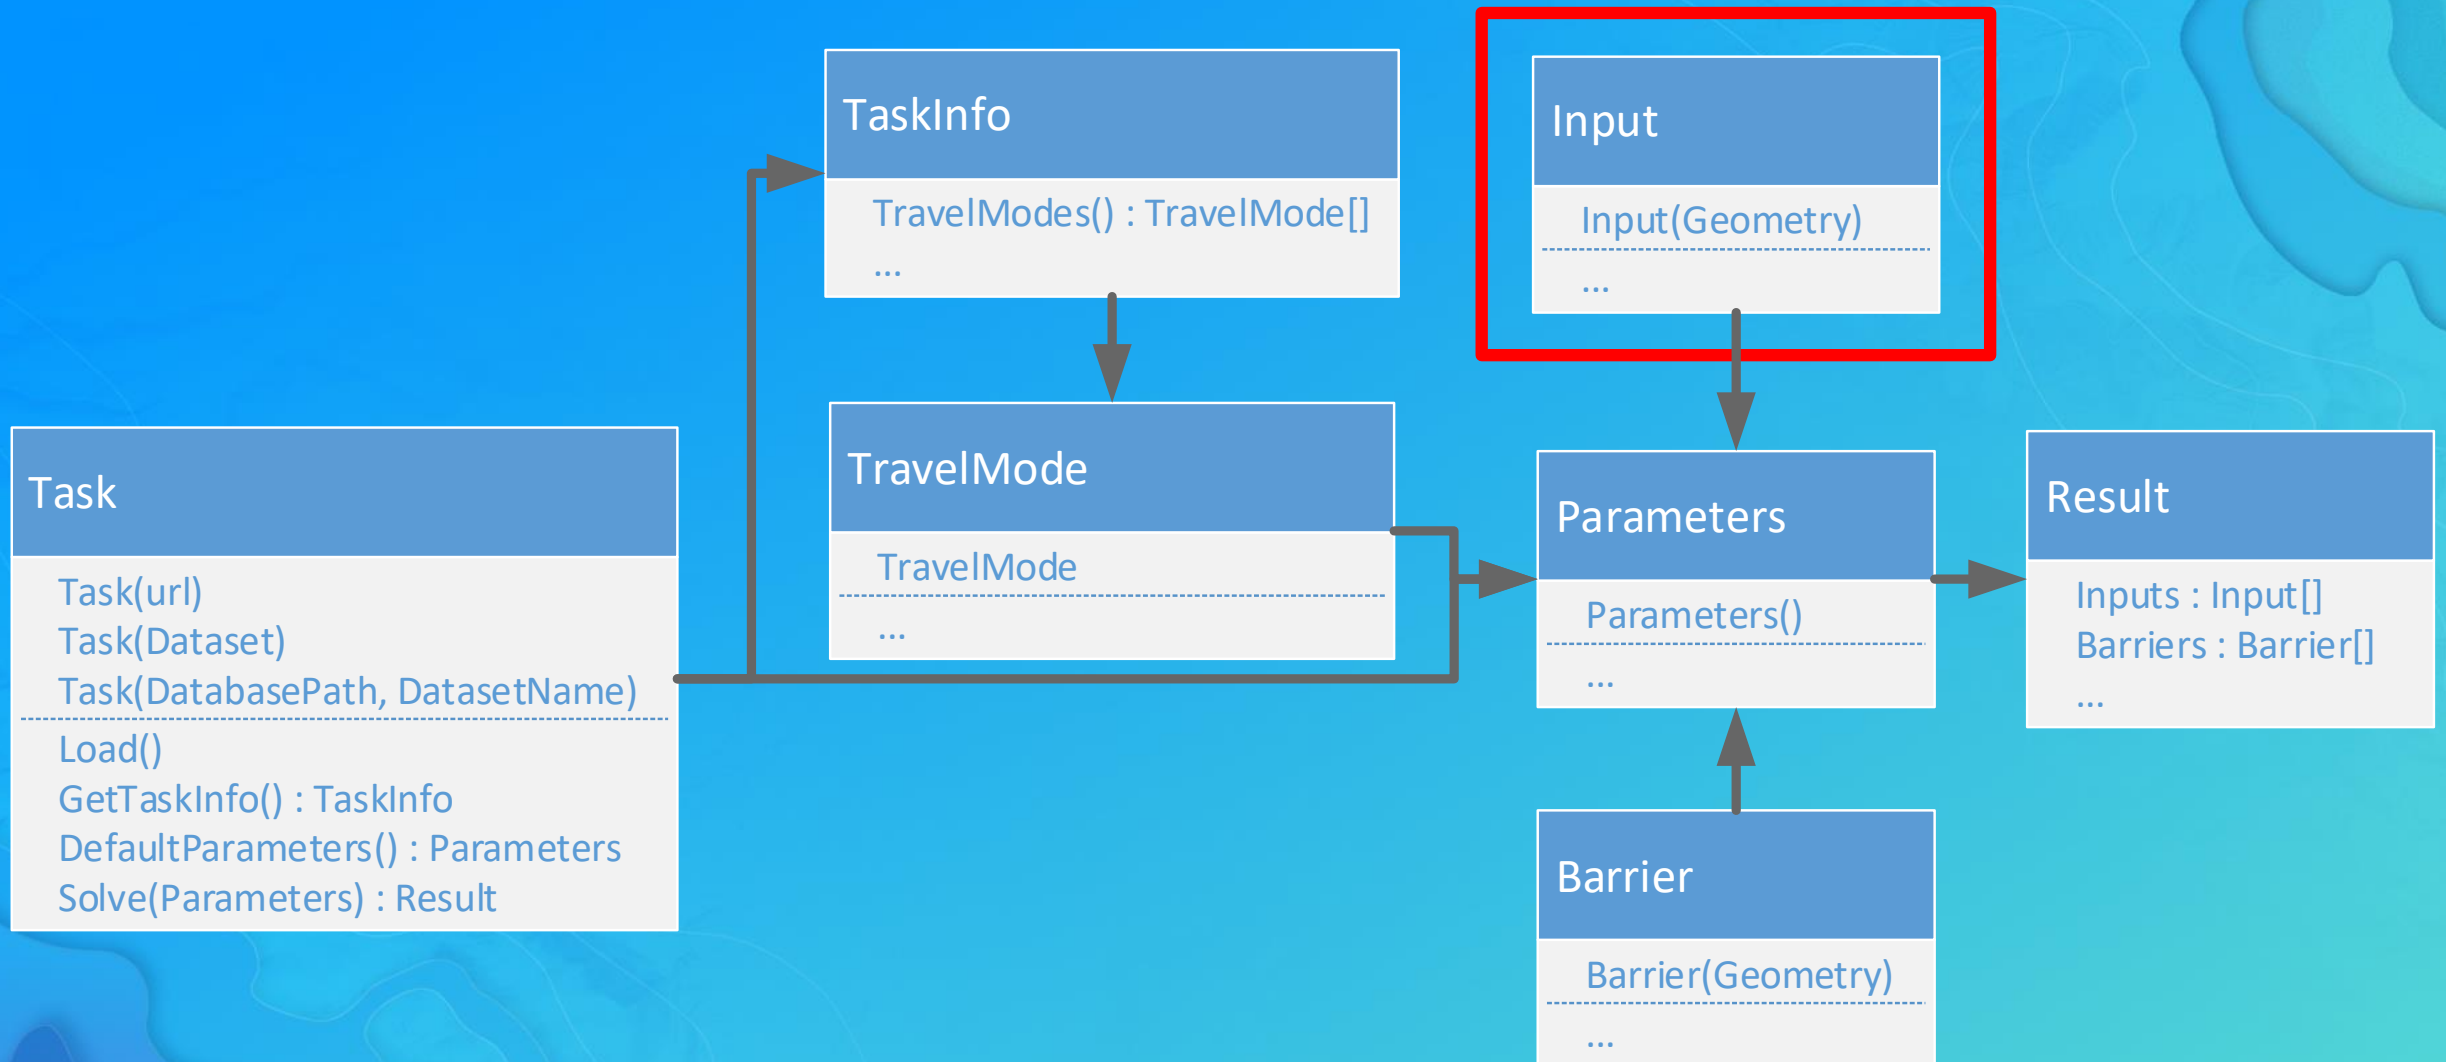 TaskInfo
TravelModes() : TravelMode[]
...
Input
Input(Geometry)
...
Task
Task(url)
Task(Dataset)
Task(DatabasePath, DatasetName)
Load()
GetTaskInfo() : TaskInfo
DefaultParameters() : Parameters
Solve(Parameters) : Result
TravelMode
TravelMode
...
Parameters
Parameters()
...
Result
Inputs : Input[]
Barriers : Barrier[]
...
Barrier
Barrier(Geometry)
...